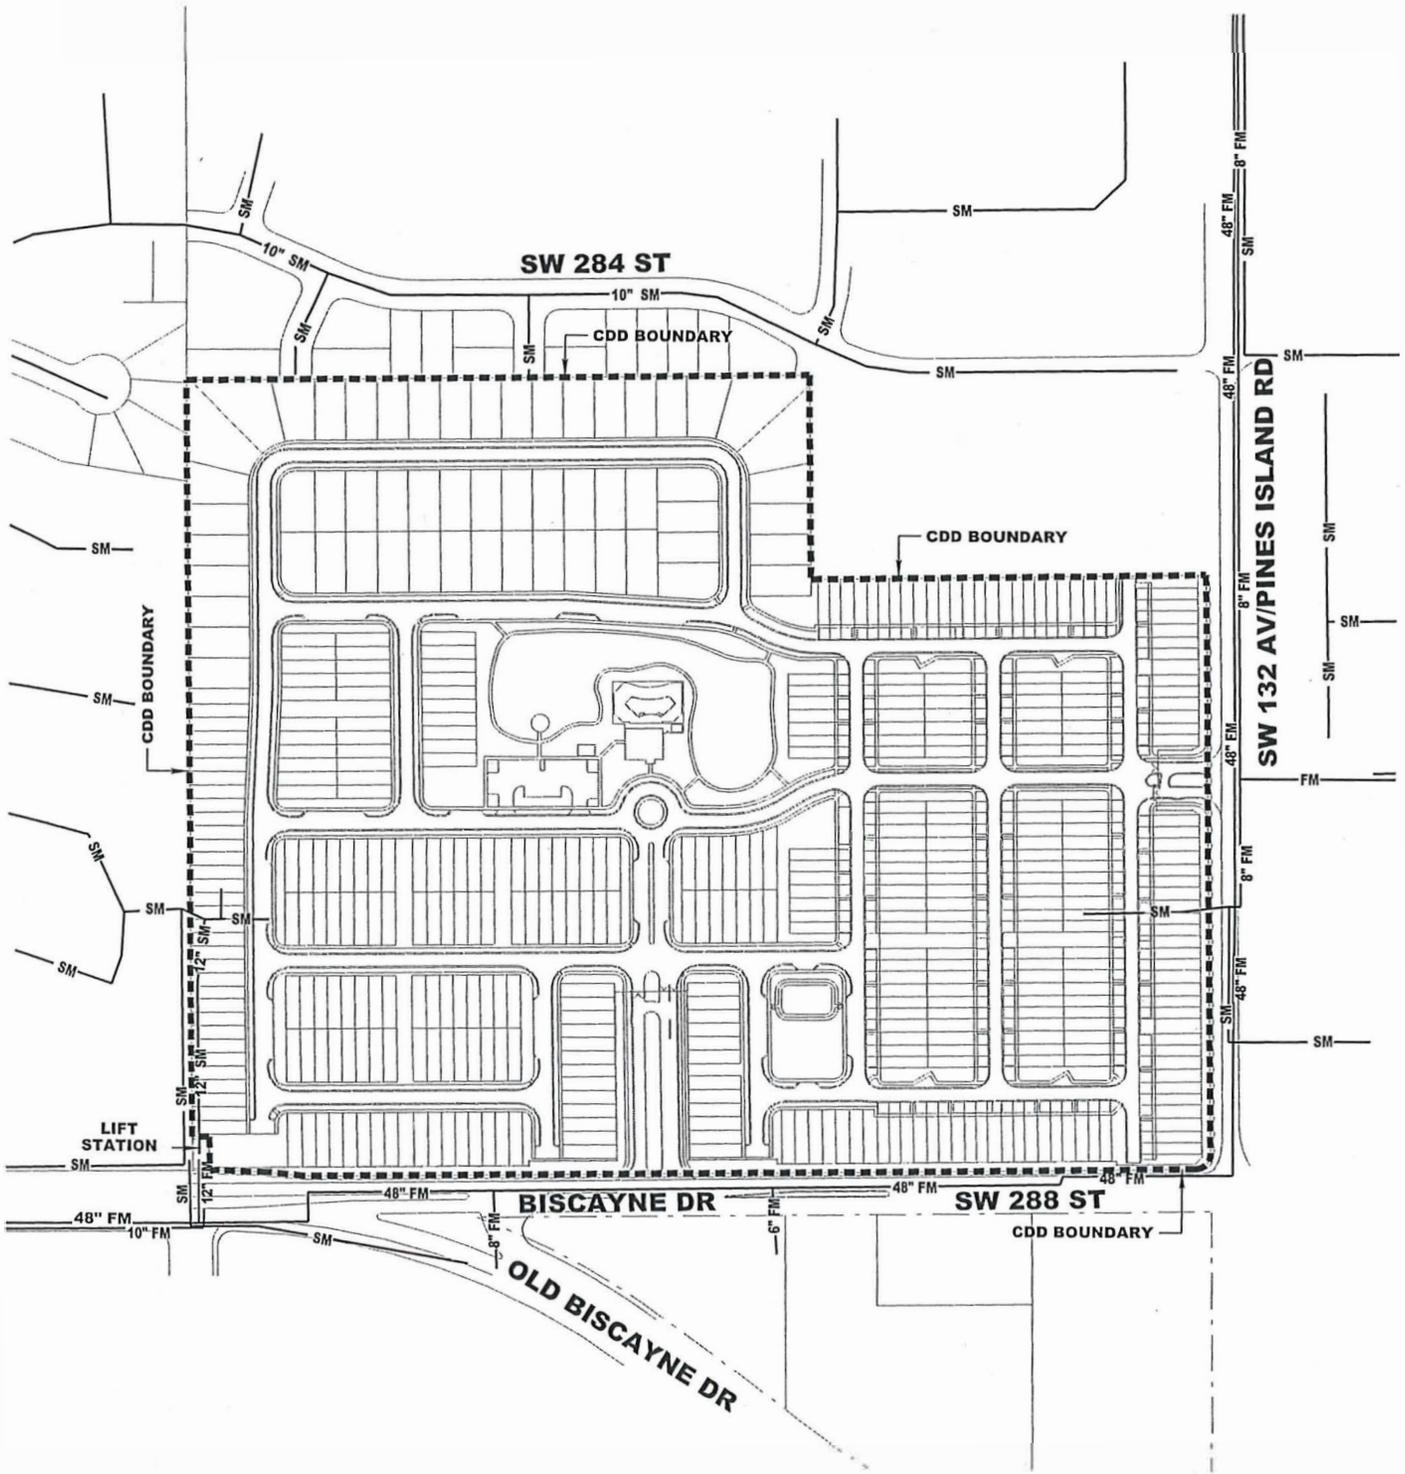 8" FM
48" FM
SM
SM
SM
SM
10" SM
SW 284 ST
10" SM
SM
SM
SM
CDD BOUNDARY
SM
SM
48" FM
SW 132 AV/PINES ISLAND RD
CDD BOUNDARY
SM
SM
8" FM
SM
SM
SM
CDD BOUNDARY
48" FM
FM
SM
8" FM
SM
SM
SM
SM
12"
SM
48" FM
SM
SM
SM
12"
SM
LIFT
STATION
SM
SM
12" FM
48" FM
48" FM
48" FM
BISCAYNE DR
SW 288 ST
48" FM
10" FM
SM
8" FM
6" FM
CDD BOUNDARY
OLD BISCAYNE DR